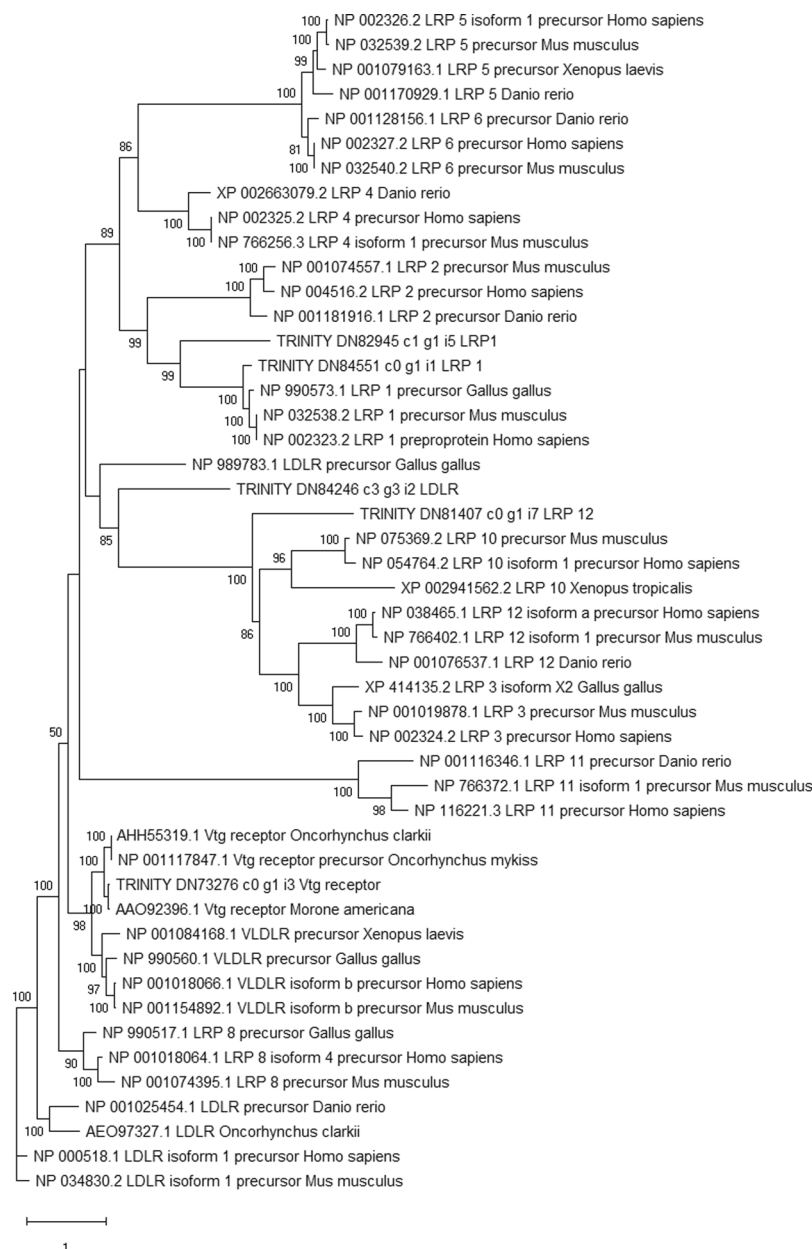 100 NP 002326.2 LRP 5 isoform 1 precursor Homo sapiens
100 NP 032539.2 LRP 5 precursor Mus musculus
99 NP 001079163.1 LRP 5 precursor Xenopus laevis
100 NP 001170929.1 LRP 5 Danio rerio
NP 001128156.1 LRP 6 precursor Danio rerio
81 NP 002327.2 LRP 6 precursor Homo sapiens
86
100 NP 032540.2 LRP 6 precursor Mus musculus
XP 002663079.2 LRP 4 Danio rerio
100 NP 002325.2 LRP 4 precursor Homo sapiens
89
100 NP 766256.3 LRP 4 isoform 1 precursor Mus musculus
100 NP 001074557.1 LRP 2 precursor Mus musculus
100 NP 004516.2 LRP 2 precursor Homo sapiens
NP 001181916.1 LRP 2 precursor Danio rerio
99
TRINITY DN82945 c1 g1 i5 LRP1
TRINITY DN84551 c0 g1 i1 LRP 1
99
100 NP 990573.1 LRP 1 precursor Gallus gallus
100 NP 032538.2 LRP 1 precursor Mus musculus
100 NP 002323.2 LRP 1 preproprotein Homo sapiens
NP 989783.1 LDLR precursor Gallus gallus
TRINITY DN84246 c3 g3 i2 LDLR
TRINITY DN81407 c0 g1 i7 LRP 12
85
100 NP 075369.2 LRP 10 precursor Mus musculus
96 NP 054764.2 LRP 10 isoform 1 precursor Homo sapiens
100
XP 002941562.2 LRP 10 Xenopus tropicalis
100 NP 038465.1 LRP 12 isoform a precursor Homo sapiens
86 100 NP 766402.1 LRP 12 isoform 1 precursor Mus musculus
NP 001076537.1 LRP 12 Danio rerio
100 XP 414135.2 LRP 3 isoform X2 Gallus gallus
100 NP 001019878.1 LRP 3 precursor Mus musculus
50
100 NP 002324.2 LRP 3 precursor Homo sapiens
NP 001116346.1 LRP 11 precursor Danio rerio
100 NP 766372.1 LRP 11 isoform 1 precursor Mus musculus
98 NP 116221.3 LRP 11 precursor Homo sapiens
100 AHH55319.1 Vtg receptor Oncorhynchus clarkii
100 NP 001117847.1 Vtg receptor precursor Oncorhynchus mykiss
100 TRINITY DN73276 c0 g1 i3 Vtg receptor
100 AAO92396.1 Vtg receptor Morone americana
98
NP 001084168.1 VLDLR precursor Xenopus laevis
100 NP 990560.1 VLDLR precursor Gallus gallus
97 NP 001018066.1 VLDLR isoform b precursor Homo sapiens
100
100 NP 001154892.1 VLDLR isoform b precursor Mus musculus
NP 990517.1 LRP 8 precursor Gallus gallus
90 NP 001018064.1 LRP 8 isoform 4 precursor Homo sapiens
100 NP 001074395.1 LRP 8 precursor Mus musculus
NP 001025454.1 LDLR precursor Danio rerio
100 AEO97327.1 LDLR Oncorhynchus clarkii
NP 000518.1 LDLR isoform 1 precursor Homo sapiens
NP 034830.2 LDLR isoform 1 precursor Mus musculus
1